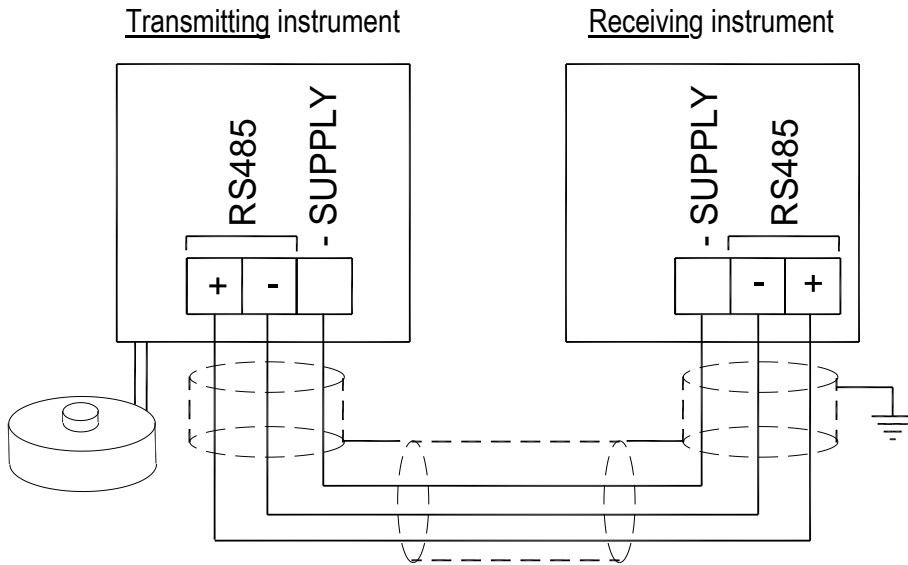 Transmitting instrument
Receiving instrument
RS485
- SUPPLY
- SUPPLY
RS485
+ -
- +